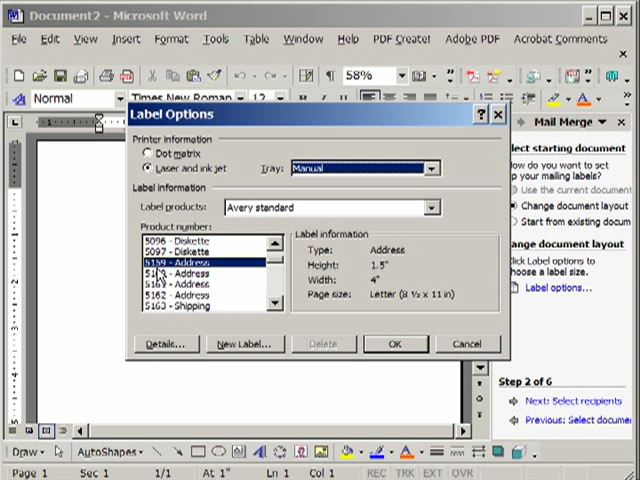 Document2 - Microsoft Word
File Edit View Insert Format Tools Table Window Help PDF Create! Adobe PDF Acrobat Comments
58%
Normal Times New Roman 12
Label Options
Printer information
Dot matrix
Laser and ink jet Tray: Manual
Label information
Label products: Avery standard
Product number:
5096 - Diskette
5097 - Diskette
5159 - Address
- Address
- Address
5162 - Address
5163 - Shipping
Label information
Type: Address
Height: 1.5"
Width: 4"
Page size: Letter (8 ½ x 11 in)
Details... New Label... Delete OK Cancel
Mail Merge
lect starting document
How do you want to set
up your mailing labels?
Use the current document
Change document layout
Start from existing docum
hange document layout
Click Label options to
choose a label size.
Label options...
Step 2 of 6
Next: Select recipients
Previous: Select docume
Draw AutoShapes
Page 1 Sec 1 1/1 At 1" Ln 1 Col 1 REC TRK EXT OVR